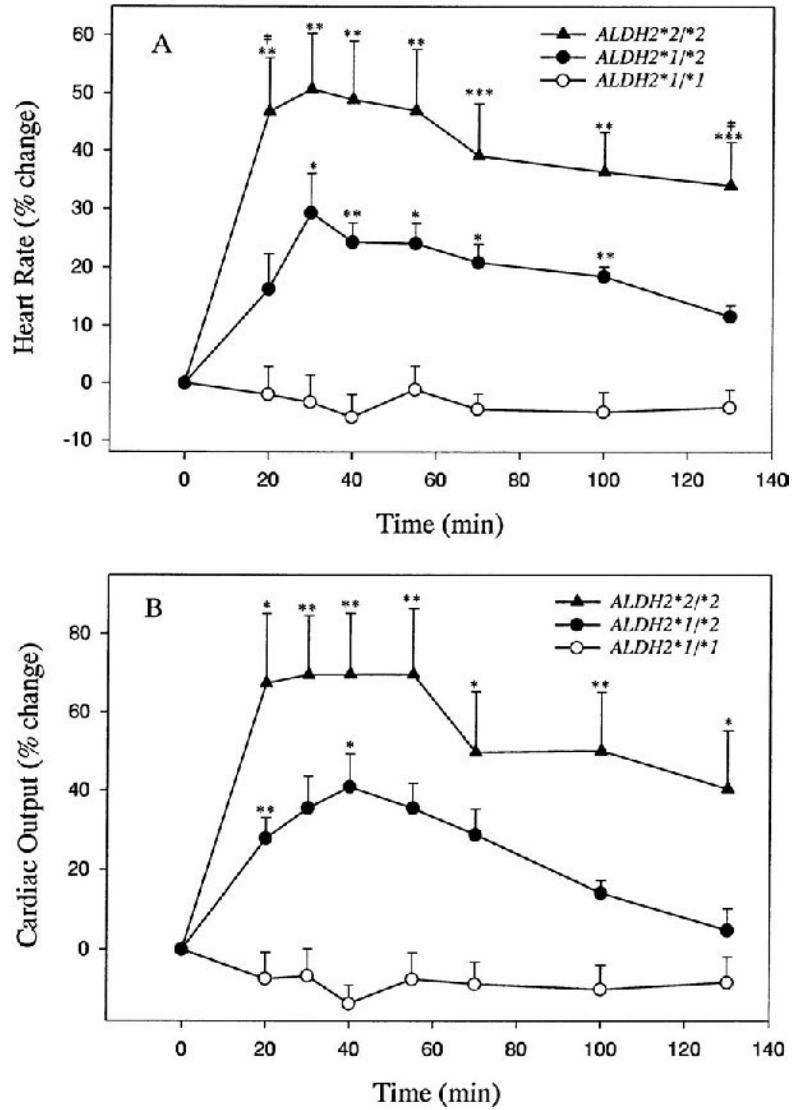 A
ALDH2*2/*2
ALDH2*1/*2
ALDH2*1/*1
Heart Rate (% change)
60
50
40
30
20
10
0
-10
‡
**
**
**
**
***
**
‡
***
*
**
*
*
**
0 20 40 60 80 100 120 140
Time (min)
B
ALDH2*2/*2
ALDH2*1/*2
ALDH2*1/*1
Cardiac Output (% change)
80
60
40
20
0
*
**
**
**
*
**
*
**
*
0 20 40 60 80 100 120 140
Time (min)